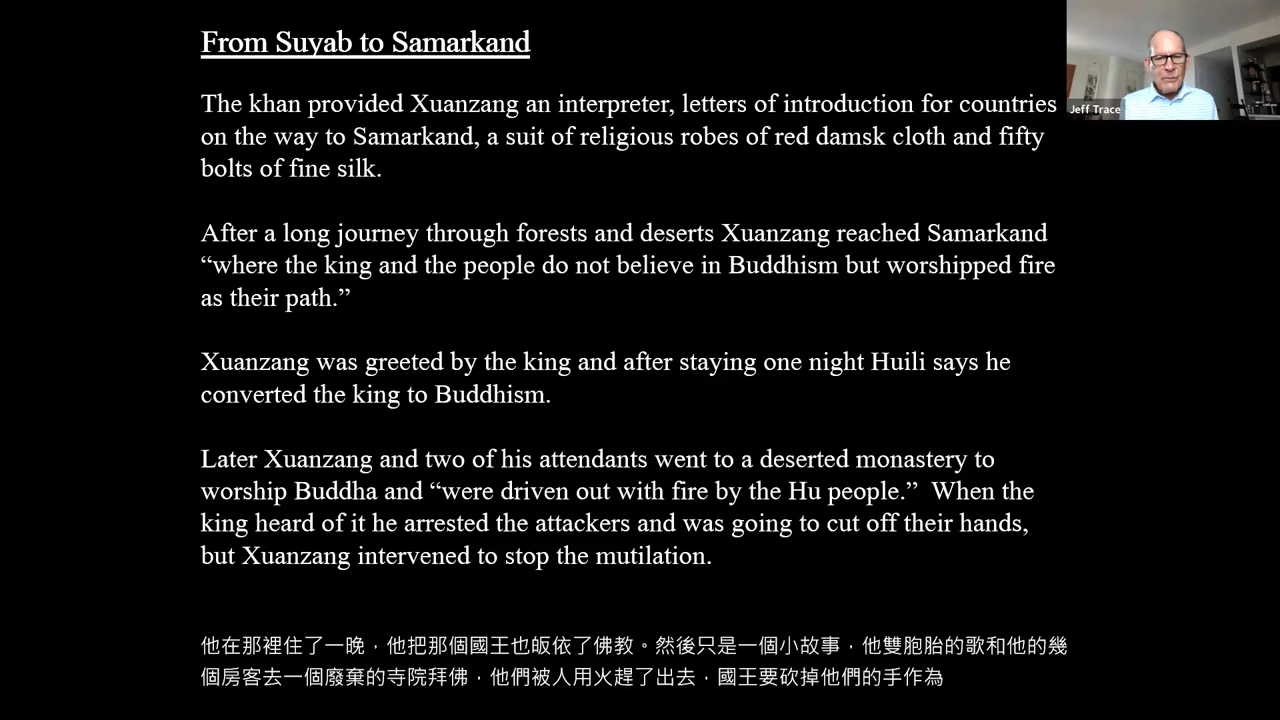 From Suyab to Samarkand
The khan provided Xuanzang an interpreter, letters of introduction for countries
on the way to Samarkand, a suit of religious robes of red damsk cloth and fifty
bolts of fine silk.
After a long journey through forests and deserts Xuanzang reached Samarkand
“where the king and the people do not believe in Buddhism but worshipped fire
as their path.”
Xuanzang was greeted by the king and after staying one night Huili says he
converted the king to Buddhism.
Later Xuanzang and two of his attendants went to a deserted monastery to
worship Buddha and “were driven out with fire by the Hu people.”  When the
king heard of it he arrested the attackers and was going to cut off their hands,
but Xuanzang intervened to stop the mutilation.
Jeff Trace
他在那裡住了一晚，他把那個國王也皈依了佛教。然後只是一個小故事，他雙胞胎的歌和他的幾
個房客去一個廢棄的寺院拜佛，他們被人用火趕了出去，國王要砍掉他們的手作為